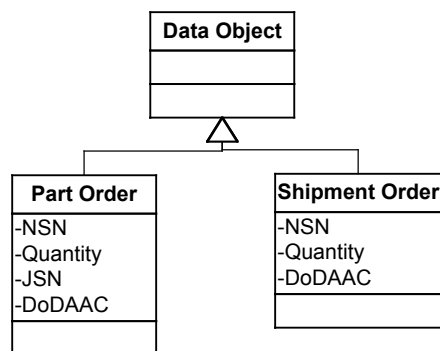 Data Object
Part Order
-NSN
-Quantity
-JSN
-DoDAAC
Shipment Order
-NSN
-Quantity
-DoDAAC